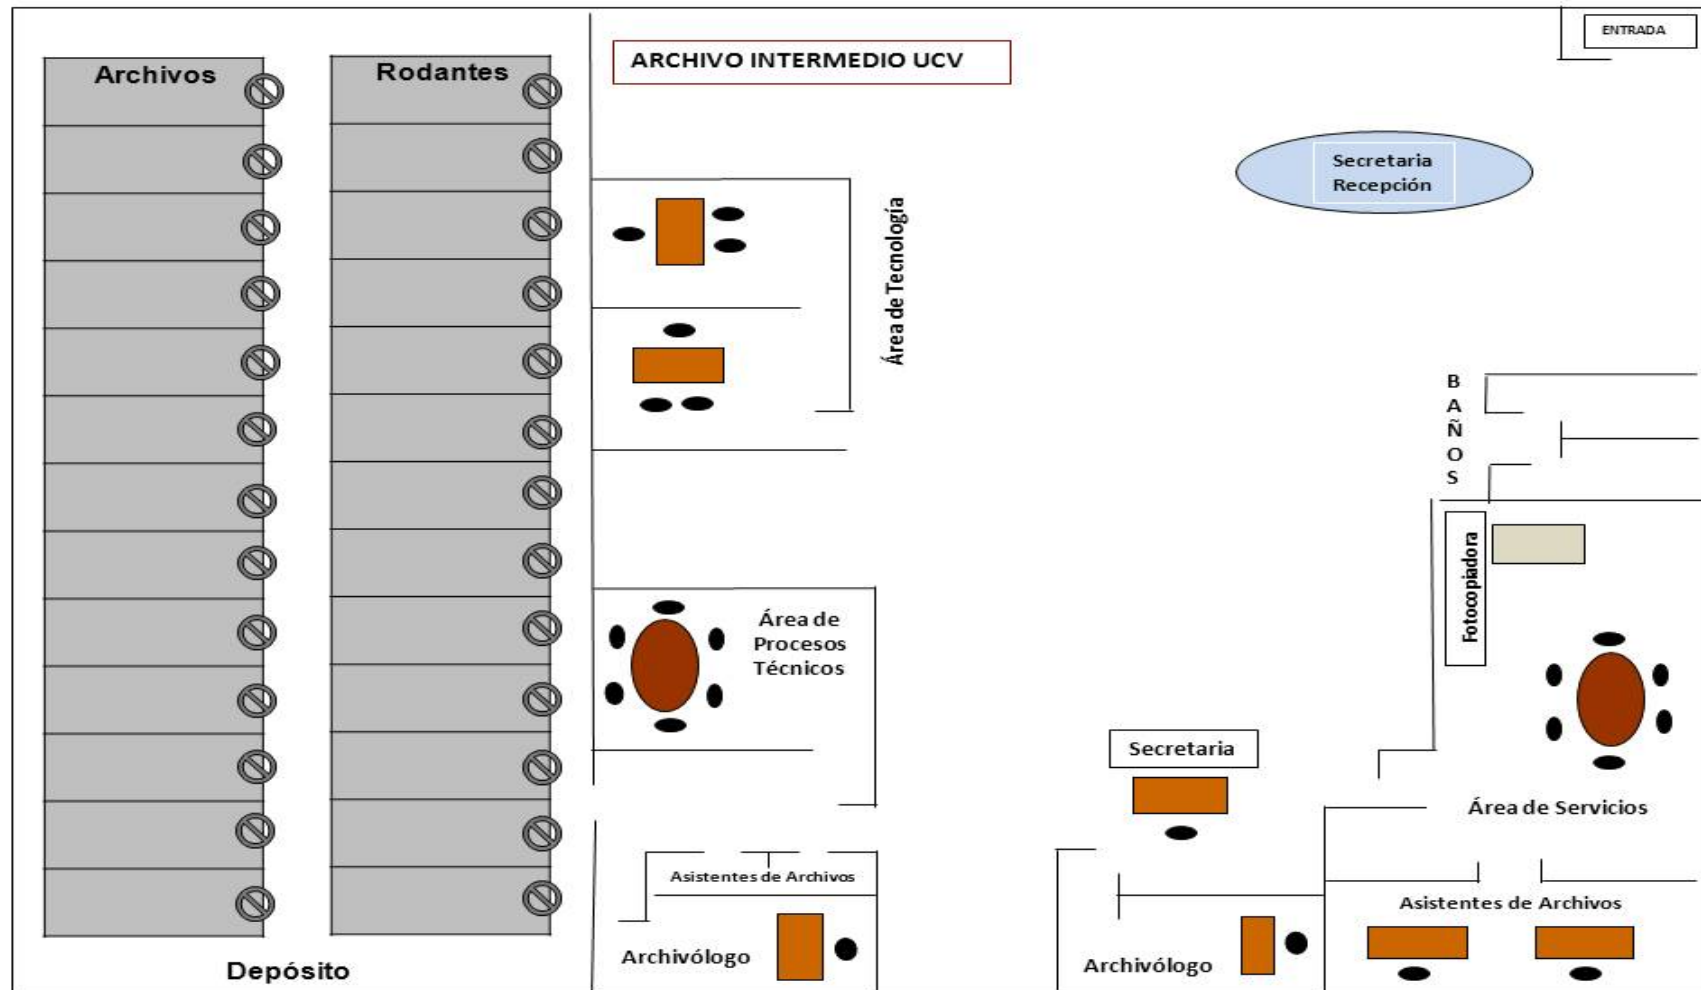 ARCHIVO INTERMEDIO UCV
ENTRADA
Archivos
Rodantes
Secretaria
Recepción
Área de Tecnología
BAÑOS
Fotocopiadora
Área de
Procesos
Técnicos
Secretaria
Área de Servicios
Asistentes de Archivos
Asistentes de Archivos
Archivólogo
Archivólogo
Depósito